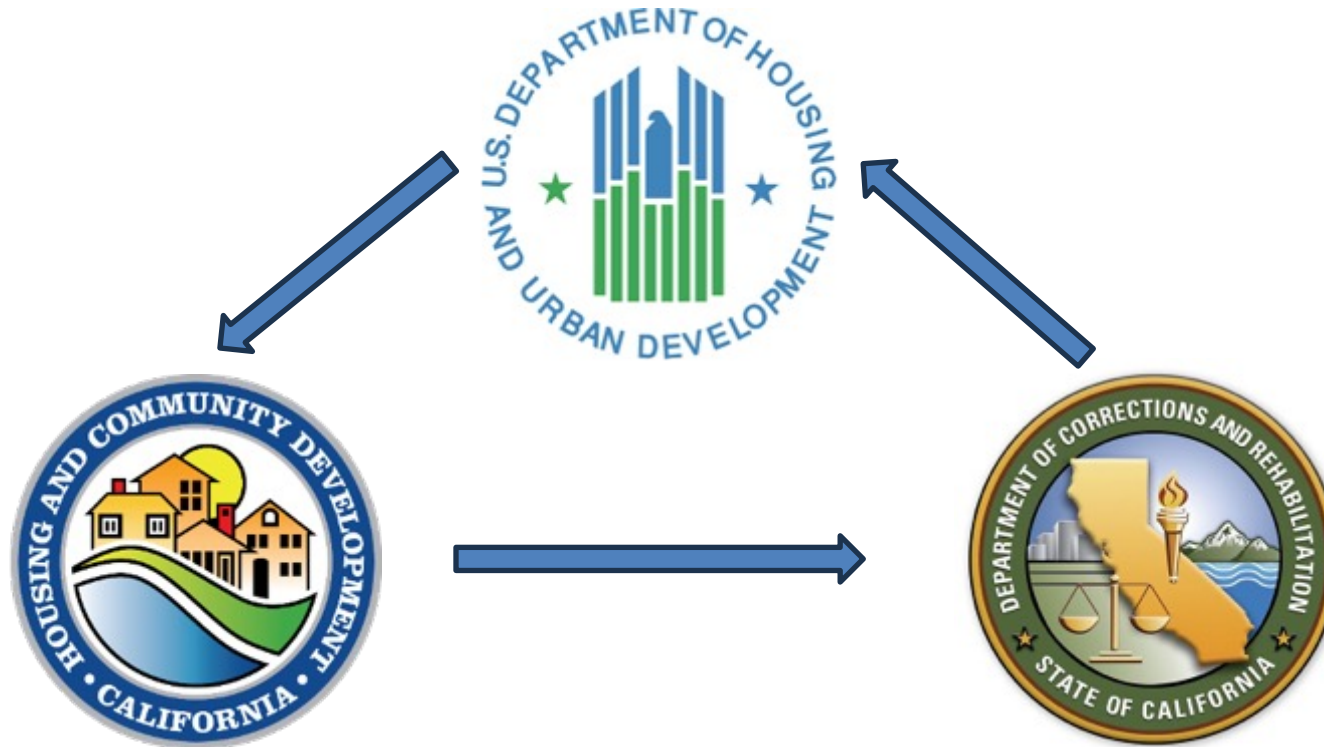 U.S. DEPARTMENT OF HOUSING
AND URBAN DEVELOPMENT
HOUSING AND COMMUNITY DEVELOPMENT
• CALIFORNIA •
DEPARTMENT OF CORRECTIONS AND REHABILITATION
STATE OF CALIFORNIA